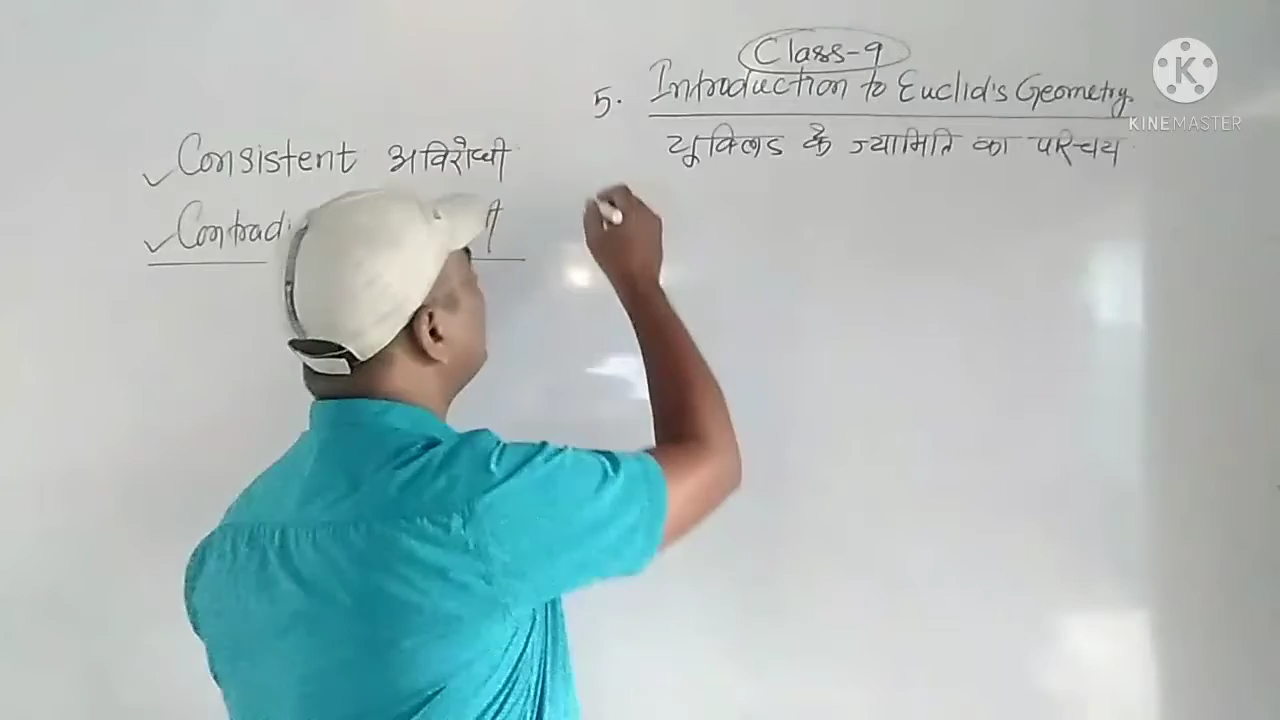 Class-9
5. Introduction to Euclid's Geometry.
यूक्लिड के ज्यामिति का परिचय
Consistent अविरोधी
K
KINEMASTER